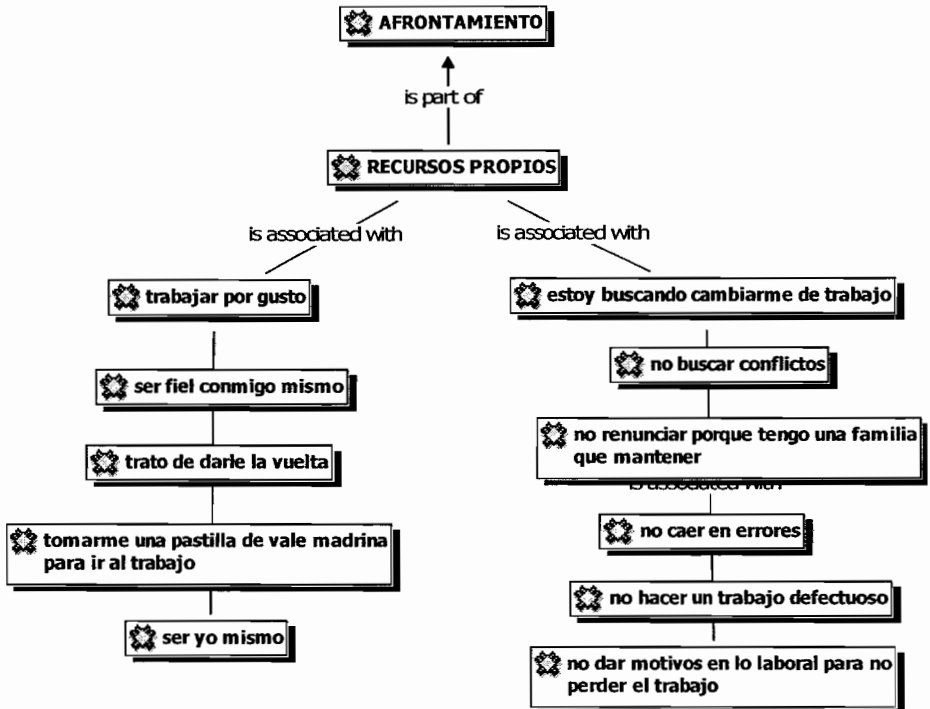 AFRONTAMIENTO
is part of
RECURSOS PROPIOS
is associated with
is associated with
trabajar por gusto
estoy buscando cambiarme de trabajo
ser fiel conmigo mismo
no buscar conflictos
trato de darle la vuelta
no renunciar porque tengo una familia
que mantener
is associated with
tomarme una pastilla de vale madrina
para ir al trabajo
no caer en errores
ser yo mismo
no hacer un trabajo defectuoso
no dar motivos en lo laboral para no
perder el trabajo